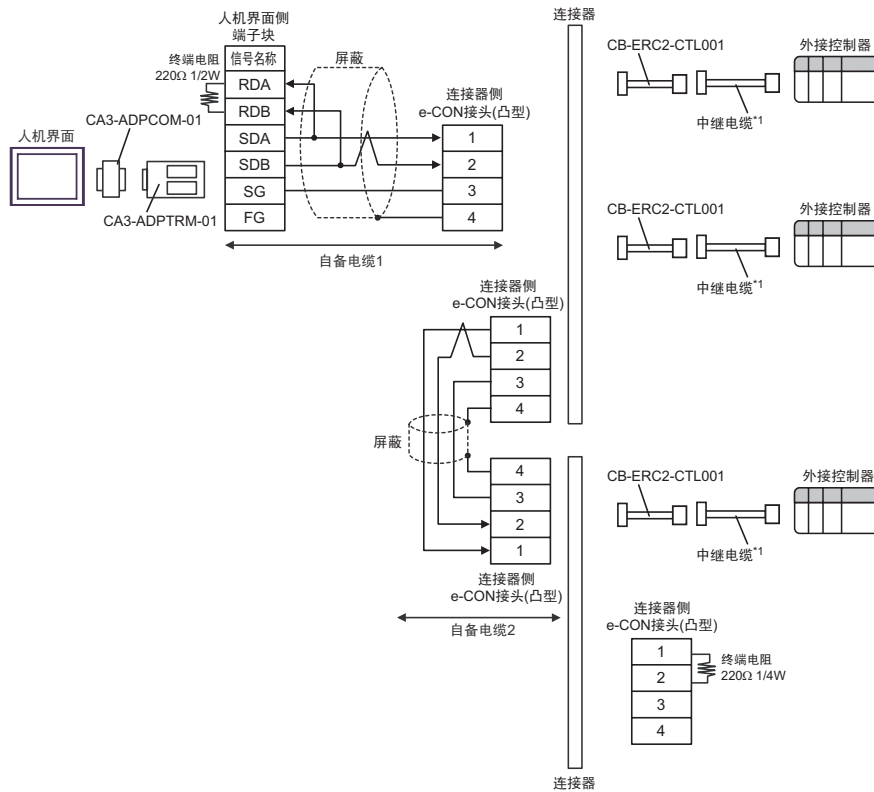 人机界面侧
端子块
终端电阻
220Ω 1/2W
信号名称
RDA
RDB
SDA
SDB
SG
FG
屏蔽
连接器侧
e-CON接头(凸型)
1
2
3
4
人机界面
CA3-ADPCOM-01
CA3-ADPTRM-01
自备电缆1
连接器
CB-ERC2-CTL001
中继电缆*1
外接控制器
CB-ERC2-CTL001
中继电缆*1
外接控制器
连接器侧
e-CON接头(凸型)
1
2
3
4
屏蔽
4
3
2
1
连接器侧
e-CON接头(凸型)
自备电缆2
CB-ERC2-CTL001
中继电缆*1
外接控制器
连接器侧
e-CON接头(凸型)
1
2
3
4
终端电阻
220Ω 1/4W
连接器